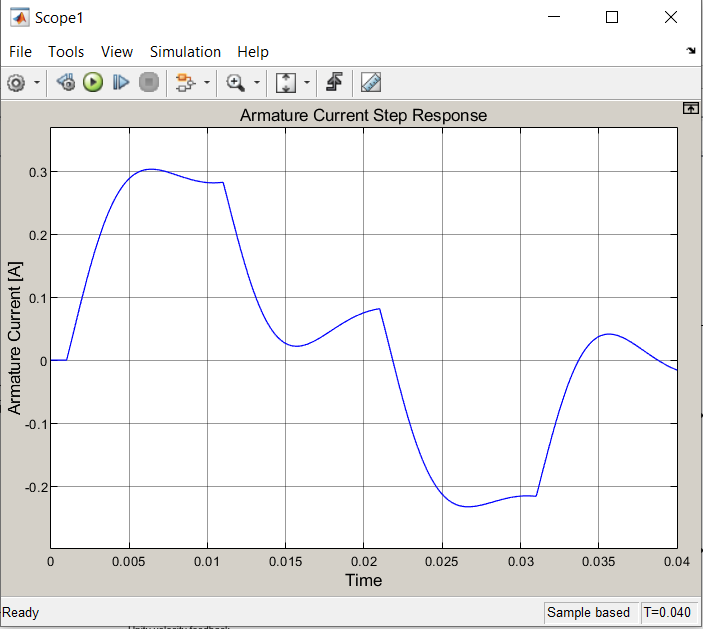 Scope1
File Tools View Simulation Help
Armature Current Step Response
0.3
0.2
0.1
0
-0.1
-0.2
Armature Current [A]
0 0.005 0.01 0.015 0.02 0.025 0.03 0.035 0.04
Time
Ready Sample based T=0.040